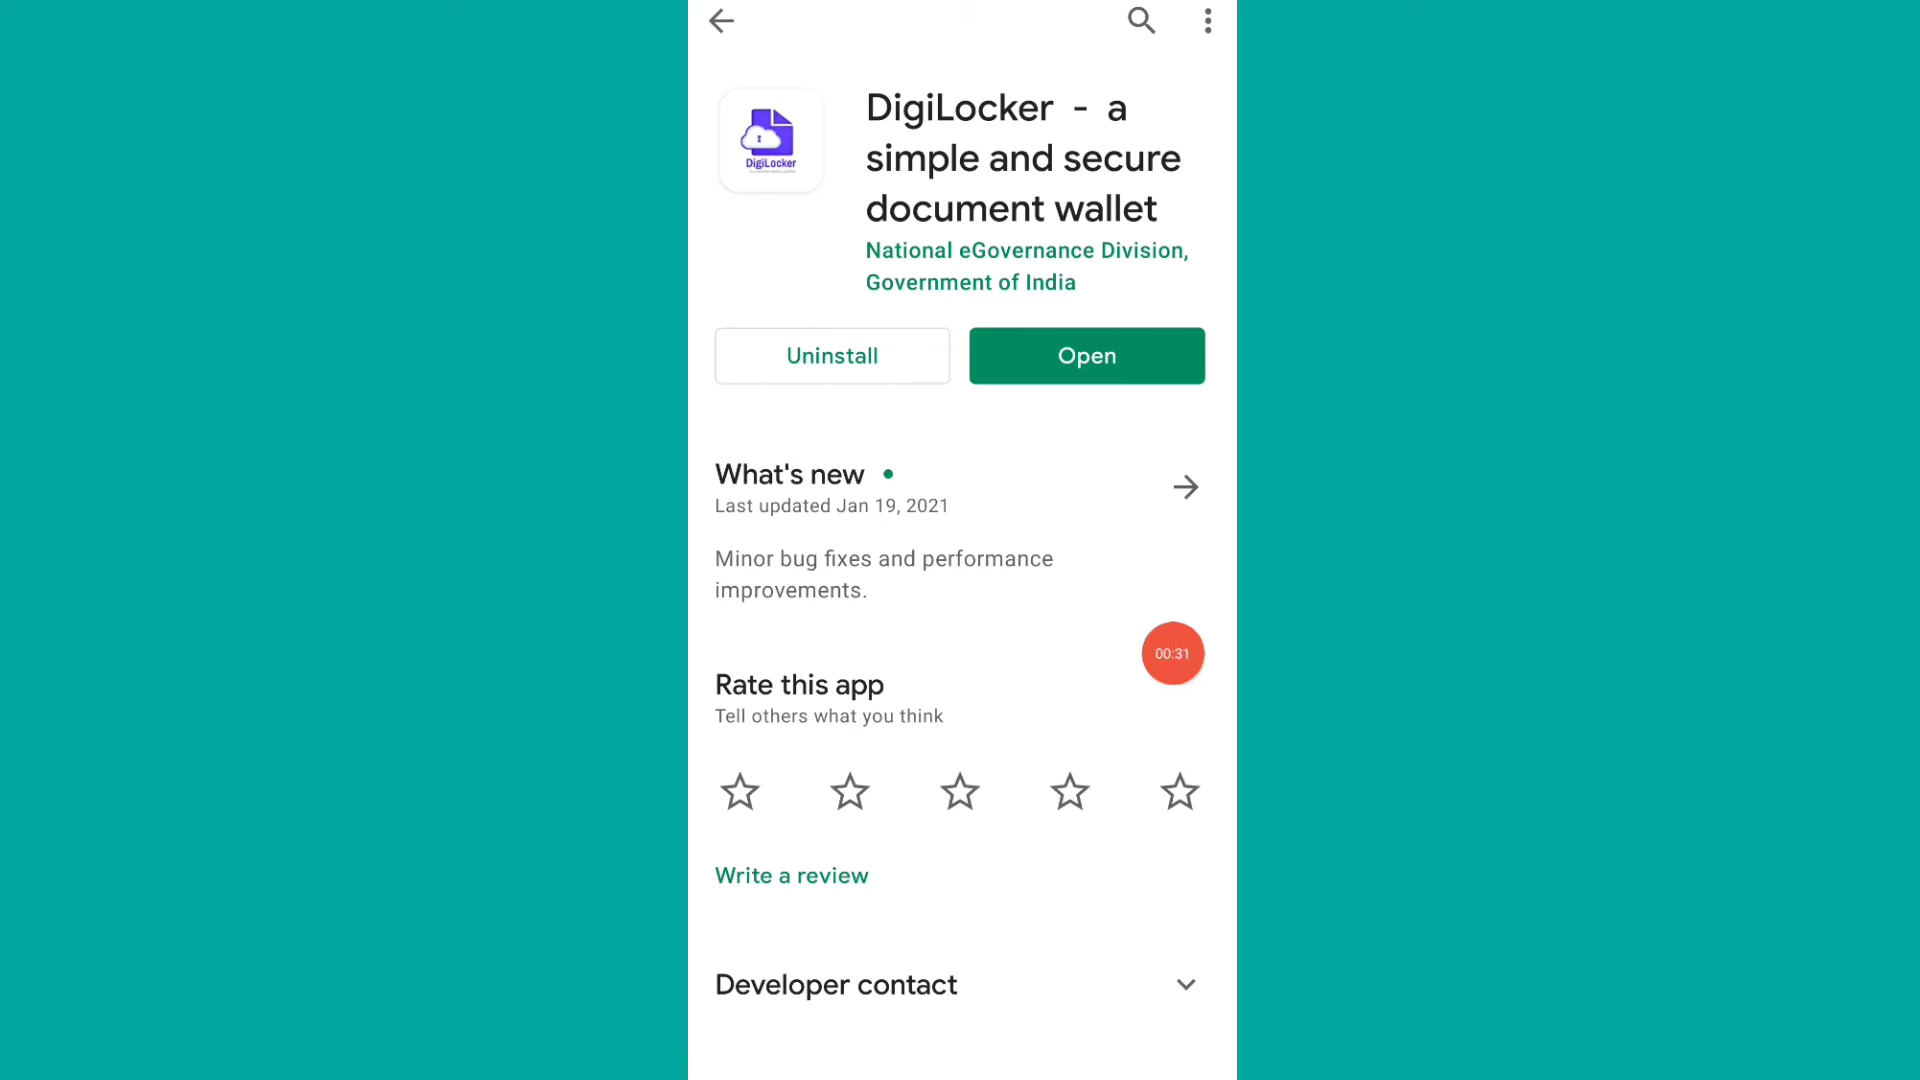 DigiLocker - a
simple and secure
document wallet
DigiLocker
National eGovernance Division,
Government of India
Uninstall
Open
What's new
Last updated Jan 19, 2021
Minor bug fixes and performance
improvements.
00:31
Rate this app
Tell others what you think
Write a review
Developer contact